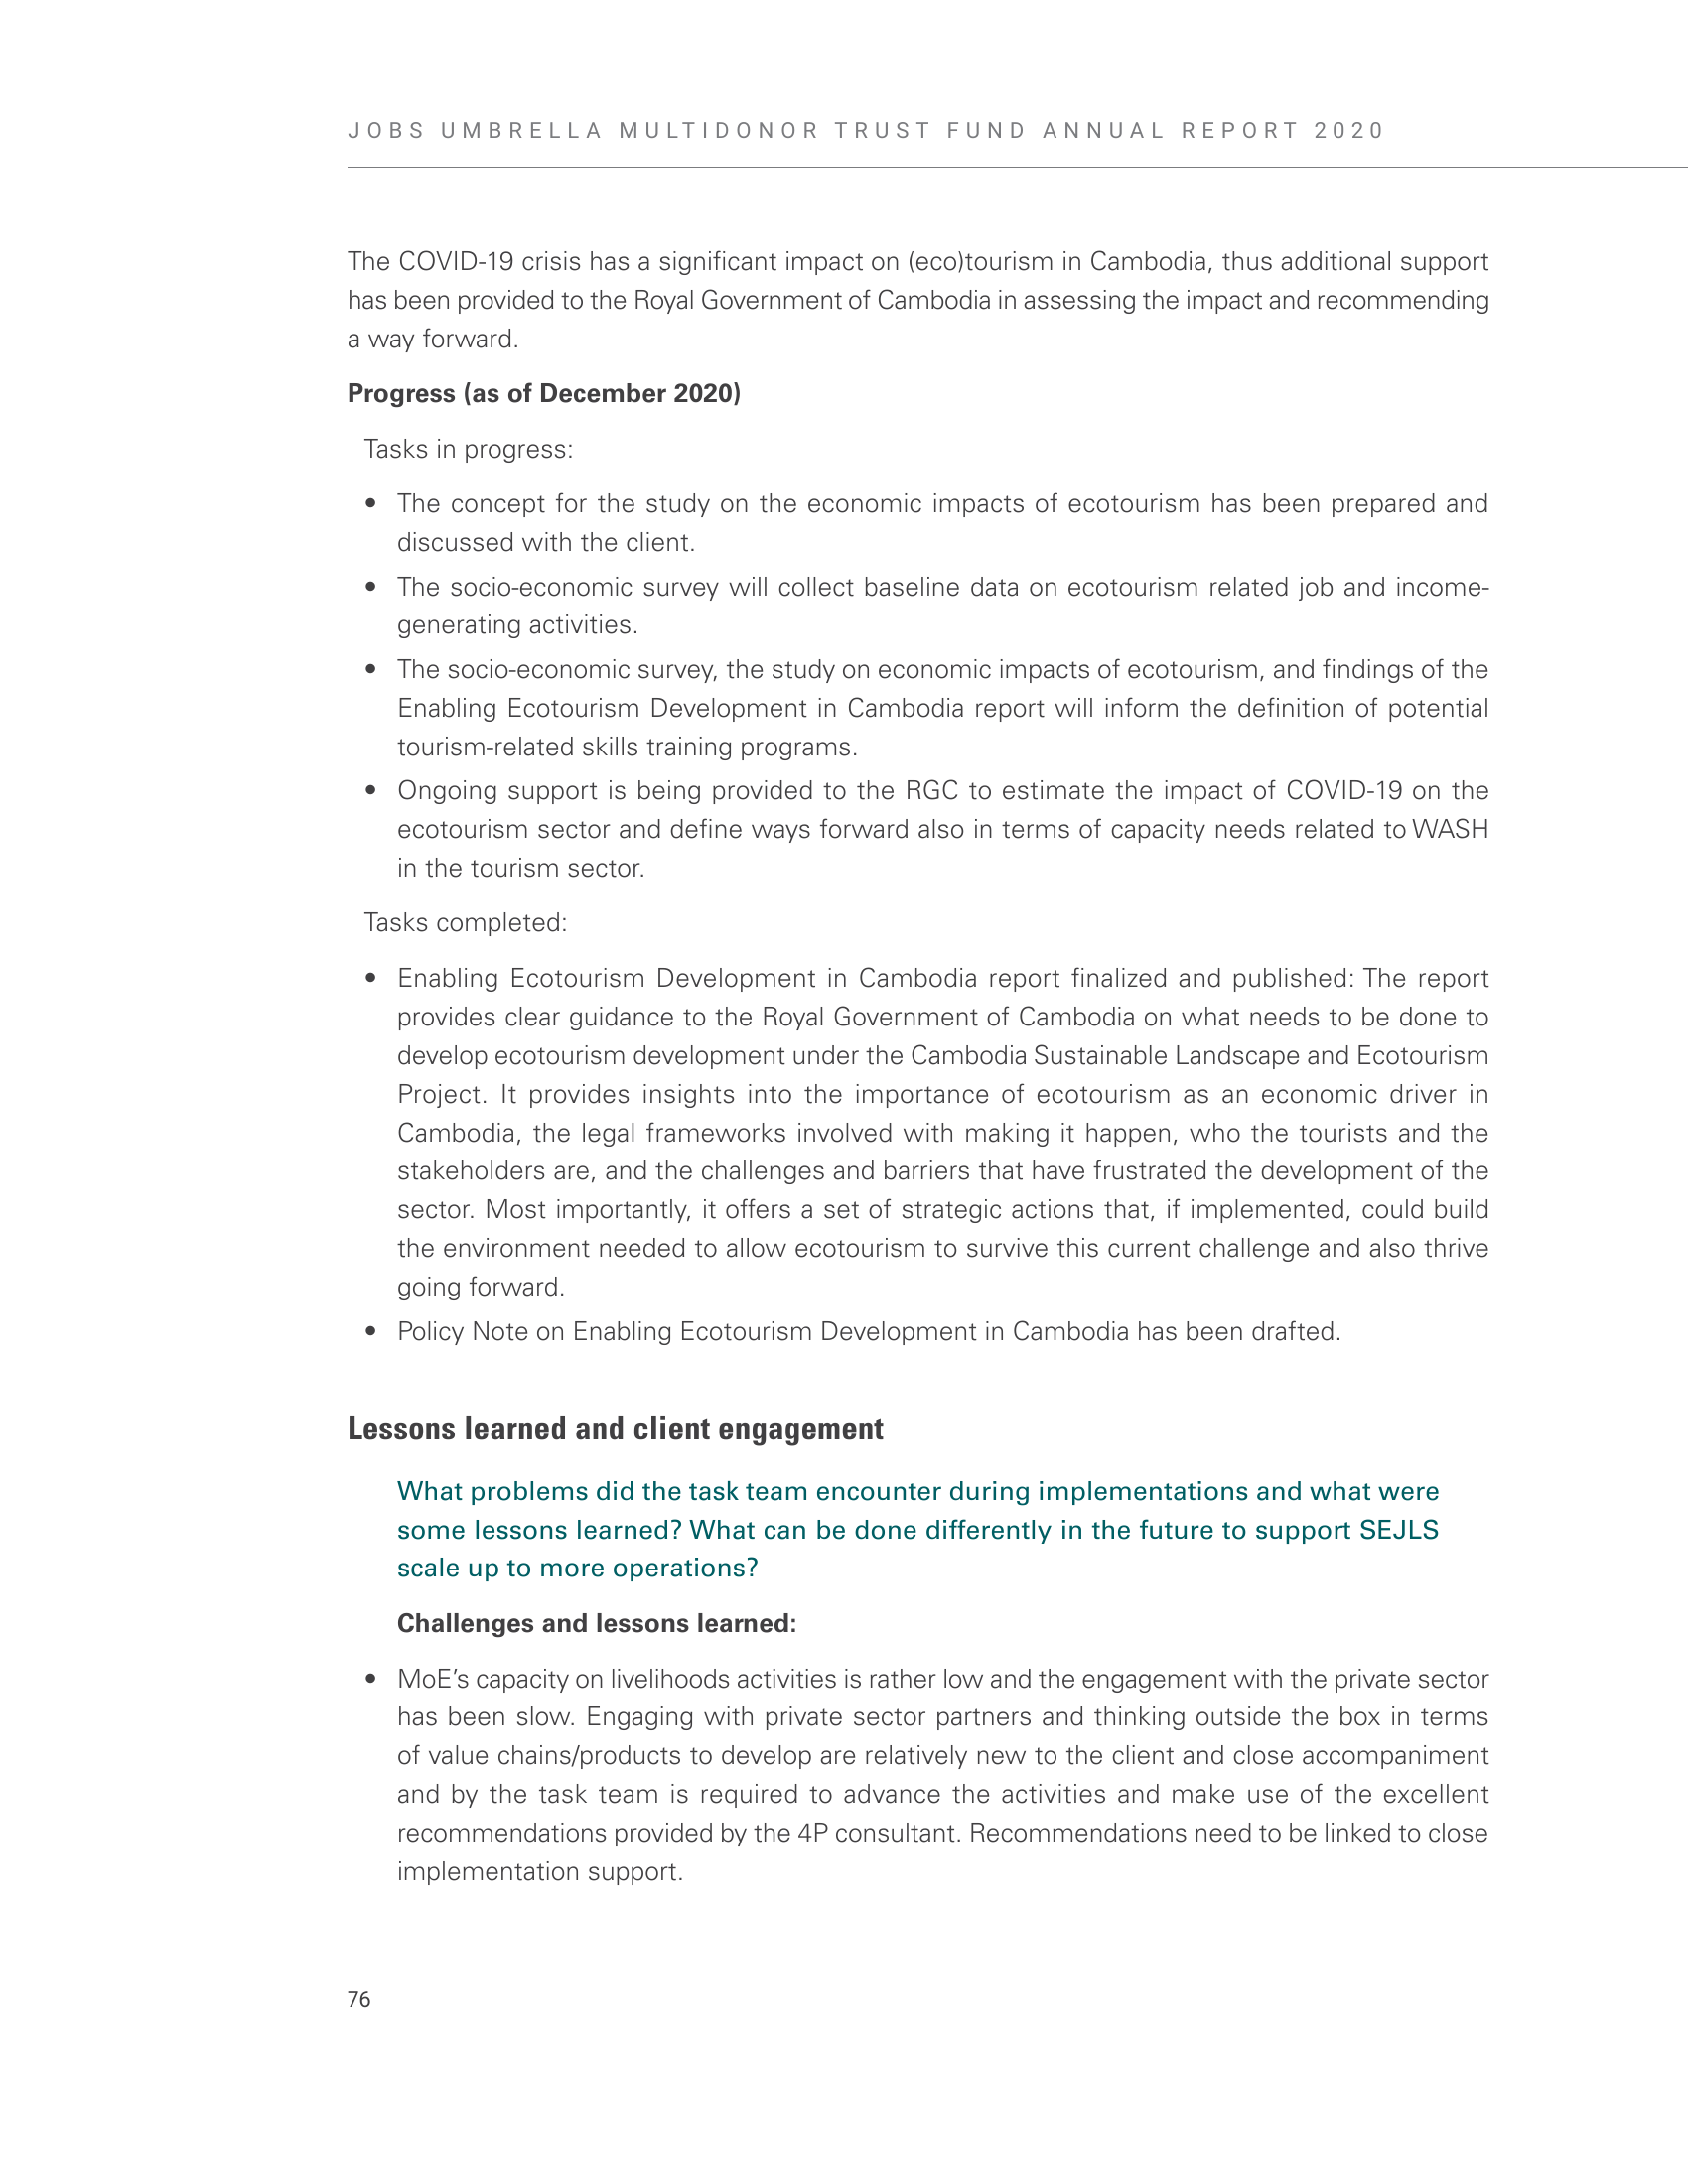 JOBS UMBRELLA MULTIDONOR TRUST FUND ANNUAL REPORT 2020
The COVID-19 crisis has a significant impact on (eco)tourism in Cambodia, thus additional support
has been provided to the Royal Government of Cambodia in assessing the impact and recommending
a way forward.
Progress (as of December 2020)
Tasks in progress:
• The concept for the study on the economic impacts of ecotourism has been prepared and
discussed with the client.
• The socio-economic survey will collect baseline data on ecotourism related job and income-
generating activities.
• The socio-economic survey, the study on economic impacts of ecotourism, and findings of the
Enabling Ecotourism Development in Cambodia report will inform the definition of potential
tourism-related skills training programs.
• Ongoing support is being provided to the RGC to estimate the impact of COVID-19 on the
ecotourism sector and define ways forward also in terms of capacity needs related to WASH
in the tourism sector.
Tasks completed:
• Enabling Ecotourism Development in Cambodia report finalized and published: The report
provides clear guidance to the Royal Government of Cambodia on what needs to be done to
develop ecotourism development under the Cambodia Sustainable Landscape and Ecotourism
Project. It provides insights into the importance of ecotourism as an economic driver in
Cambodia, the legal frameworks involved with making it happen, who the tourists and the
stakeholders are, and the challenges and barriers that have frustrated the development of the
sector. Most importantly, it offers a set of strategic actions that, if implemented, could build
the environment needed to allow ecotourism to survive this current challenge and also thrive
going forward.
• Policy Note on Enabling Ecotourism Development in Cambodia has been drafted.
Lessons learned and client engagement
What problems did the task team encounter during implementations and what were
some lessons learned? What can be done differently in the future to support SEJLS
scale up to more operations?
Challenges and lessons learned:
• MoE’s capacity on livelihoods activities is rather low and the engagement with the private sector
has been slow. Engaging with private sector partners and thinking outside the box in terms
of value chains/products to develop are relatively new to the client and close accompaniment
and by the task team is required to advance the activities and make use of the excellent
recommendations provided by the 4P consultant. Recommendations need to be linked to close
implementation support.
76